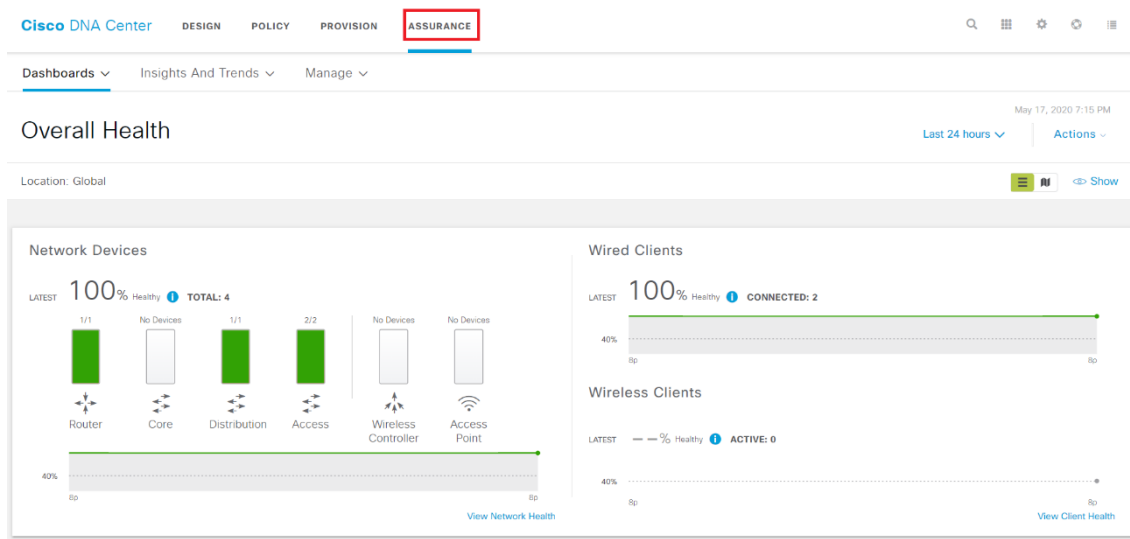 Cisco DNA Center DESIGN POLICY PROVISION ASSURANCE
Dashboards Insights And Trends Manage
May 17, 2020 7:15 PM
Overall Health
Last 24 hours Actions
Location: Global
Show
Network Devices
LATEST 100% Healthy i TOTAL: 4
1/1 No Devices 1/1 2/2 No Devices No Devices
Router Core Distribution Access Wireless Controller Access Point
40%
8p 8p
View Network Health
Wired Clients
LATEST 100% Healthy i CONNECTED: 2
40%
8p 8p
Wireless Clients
LATEST – –% Healthy i ACTIVE: 0
40%
8p 8p
View Client Health